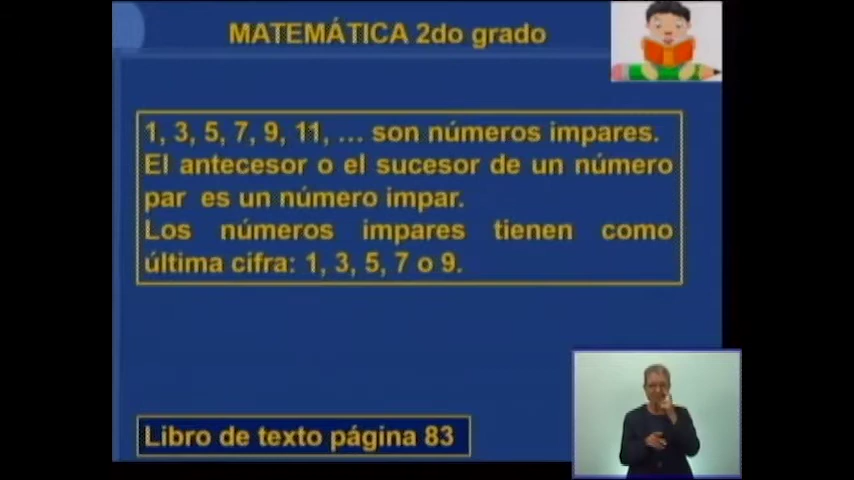 MATEMÁTICA 2do grado
1, 3, 5, 7, 9, 11, ... son números impares.
El antecesor o el sucesor de un número
par es un número impar.
Los números impares tienen como
última cifra: 1, 3, 5, 7 o 9.
Libro de texto página 83